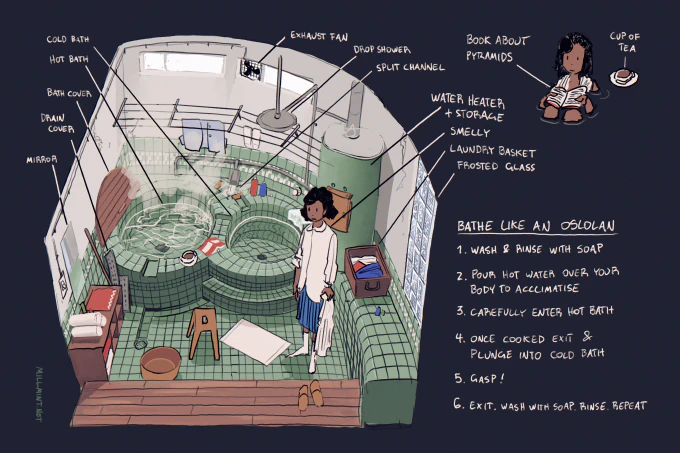 COLD BATH
HOT BATH
BATH COVER
DRAIN
COVER
MIRROR
EXHAUST FAN
DROP SHOWER
SPLIT CHANNEL
WATER HEATER
+ STORAGE
SMELLY
LAUNDRY BASKET
FROSTED GLASS
BOOK ABOUT
PYRAMIDS
CUP OF
TEA
BATHE LIKE AN OSLOLAN
1. WASH & RINSE WITH SOAP
2. POUR HOT WATER OVER YOUR
BODY TO ACCLIMATISE
3. CAREFULLY ENTER HOT BATH
4. ONCE COOKED EXIT &
PLUNGE INTO COLD BATH
5. GASP!
6. EXIT. WASH WITH SOAP. RINSE. REPEAT
MILLMINT.NET